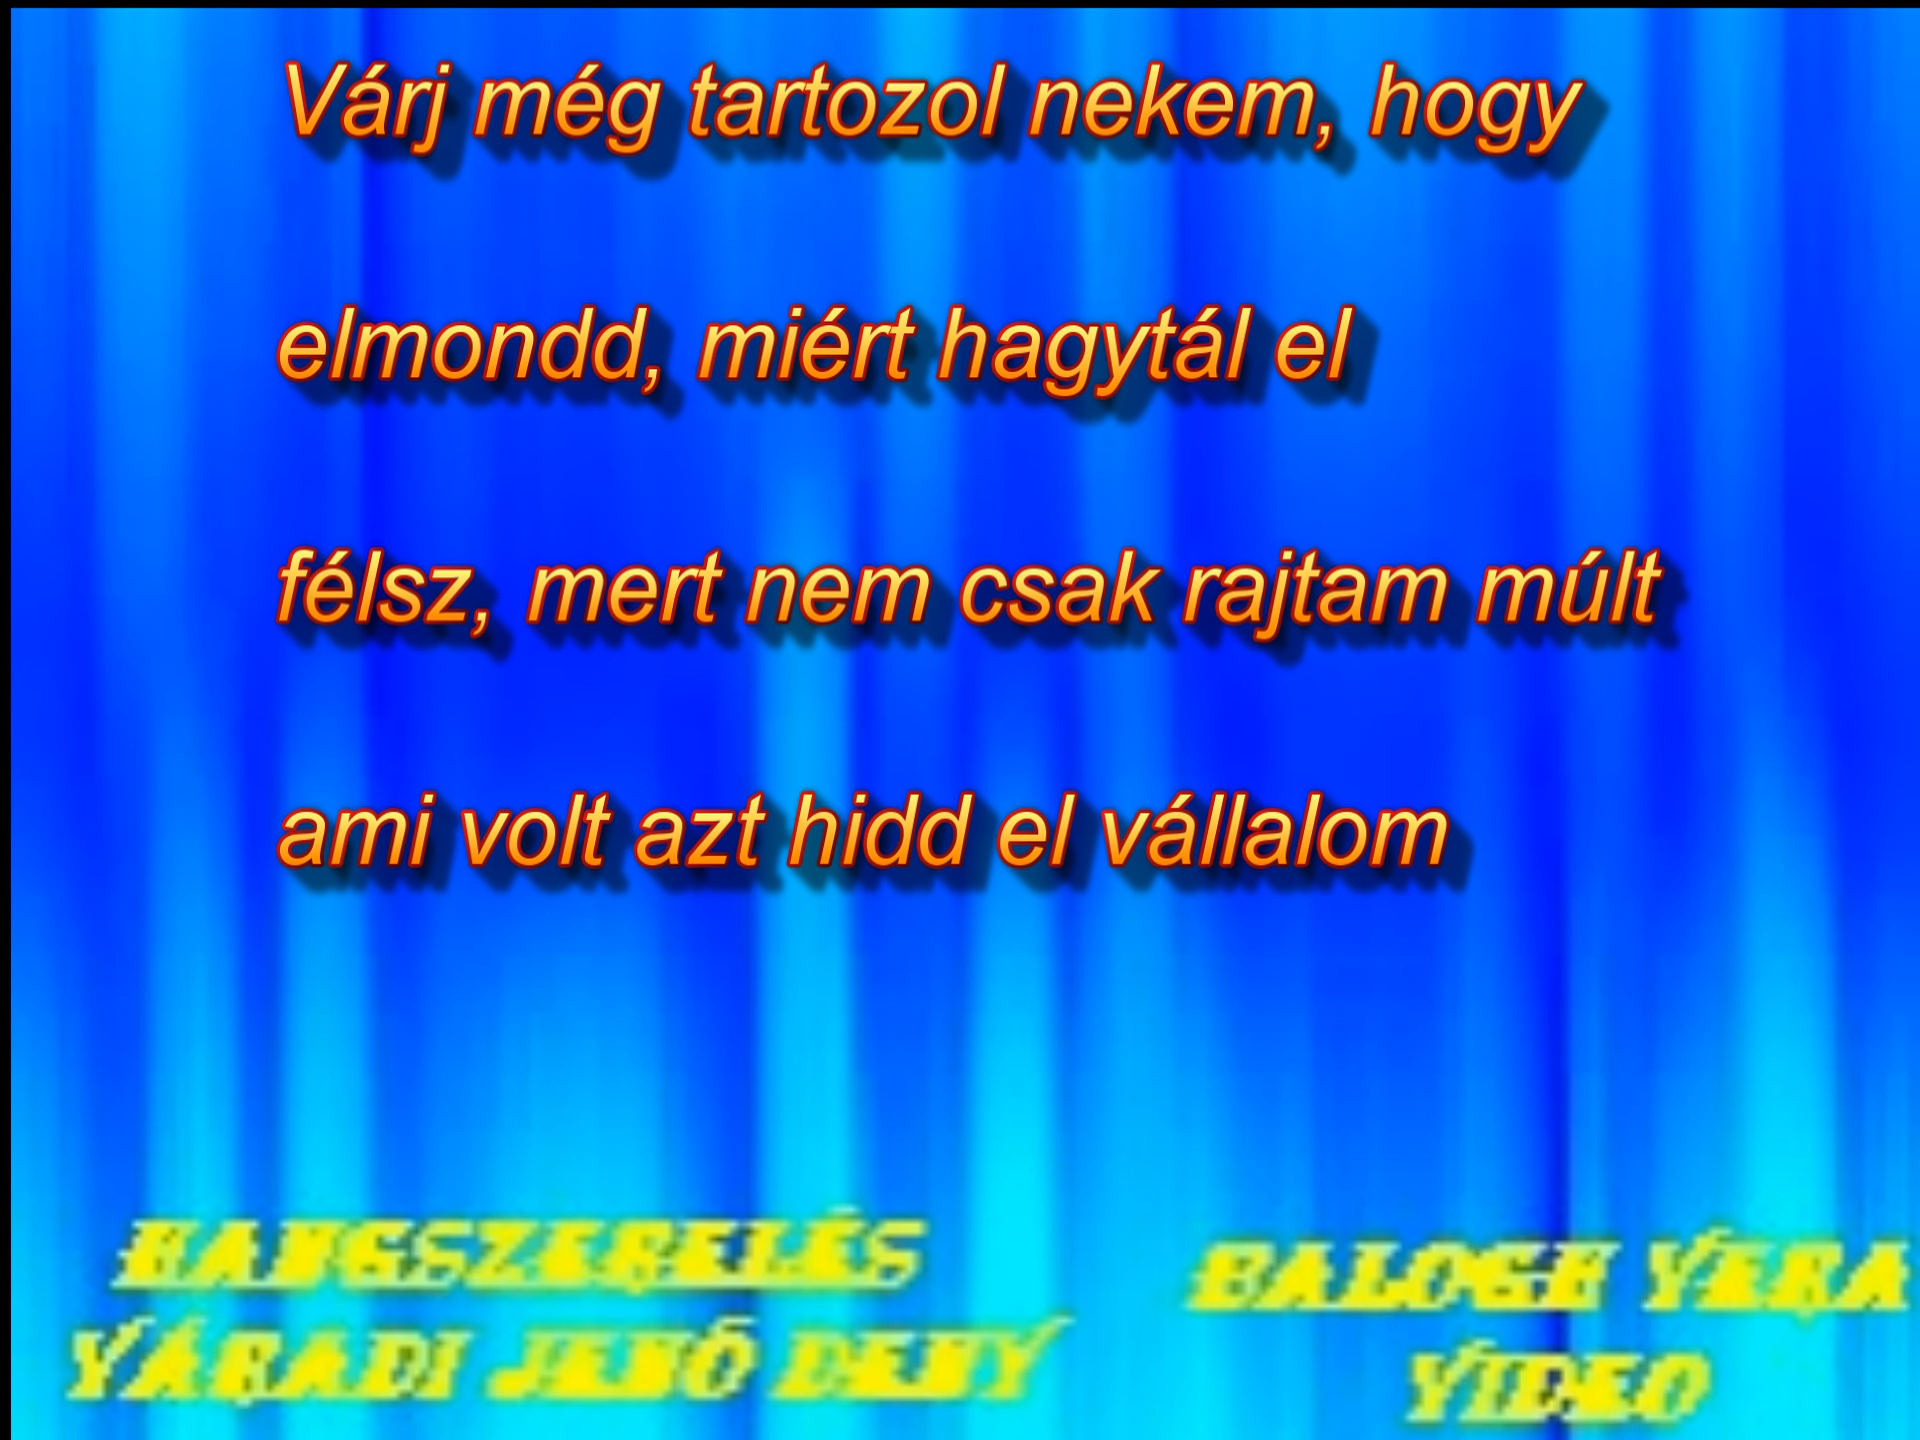 Várj még tartozol nekem, hogy
elmondd, miért hagytál el
félsz, mert nem csak rajtam múlt
ami volt azt hidd el vállalom
HANGSZERELÉS
VÁRADI JENŐ
BALOGH VERA
VIDEO